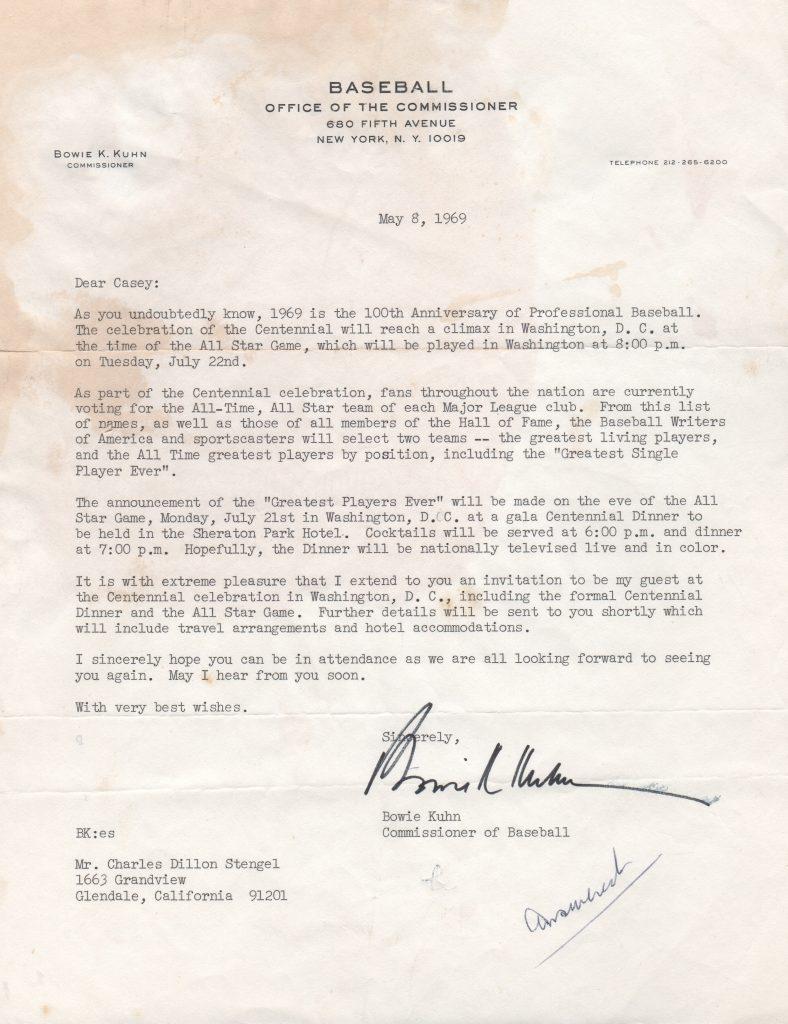 BASEBALL
OFFICE OF THE COMMISSIONER
680 FIFTH AVENUE
NEW YORK, N. Y. 10019
BOWIE K. KUHN
COMMISSIONER
TELEPHONE 212-265-6200
May 8, 1969
Dear Casey:
As you undoubtedly know, 1969 is the 100th Anniversary of Professional Baseball.
The celebration of the Centennial will reach a climax in Washington, D. C. at
the time of the All Star Game, which will be played in Washington at 8:00 p.m.
on Tuesday, July 22nd.
As part of the Centennial celebration, fans throughout the nation are currently
voting for the All-Time, All Star team of each Major League club. From this list
of names, as well as those of all members of the Hall of Fame, the Baseball Writers
of America and sportscasters will select two teams -- the greatest living players,
and the All Time greatest players by position, including the "Greatest Single
Player Ever".
The announcement of the "Greatest Players Ever" will be made on the eve of the All
Star Game, Monday, July 21st in Washington, D. C. at a gala Centennial Dinner to
be held in the Sheraton Park Hotel. Cocktails will be served at 6:00 p.m. and dinner
at 7:00 p.m. Hopefully, the Dinner will be nationally televised live and in color.
It is with extreme pleasure that I extend to you an invitation to be my guest at
the Centennial celebration in Washington, D. C., including the formal Centennial
Dinner and the All Star Game. Further details will be sent to you shortly which
will include travel arrangements and hotel accommodations.
I sincerely hope you can be in attendance as we are all looking forward to seeing
you again. May I hear from you soon.
With very best wishes.
Sincerely,
Bowie K Kuhn
Bowie Kuhn
Commissioner of Baseball
BK:es
Mr. Charles Dillon Stengel
1663 Grandview
Glendale, California 91201
Answered